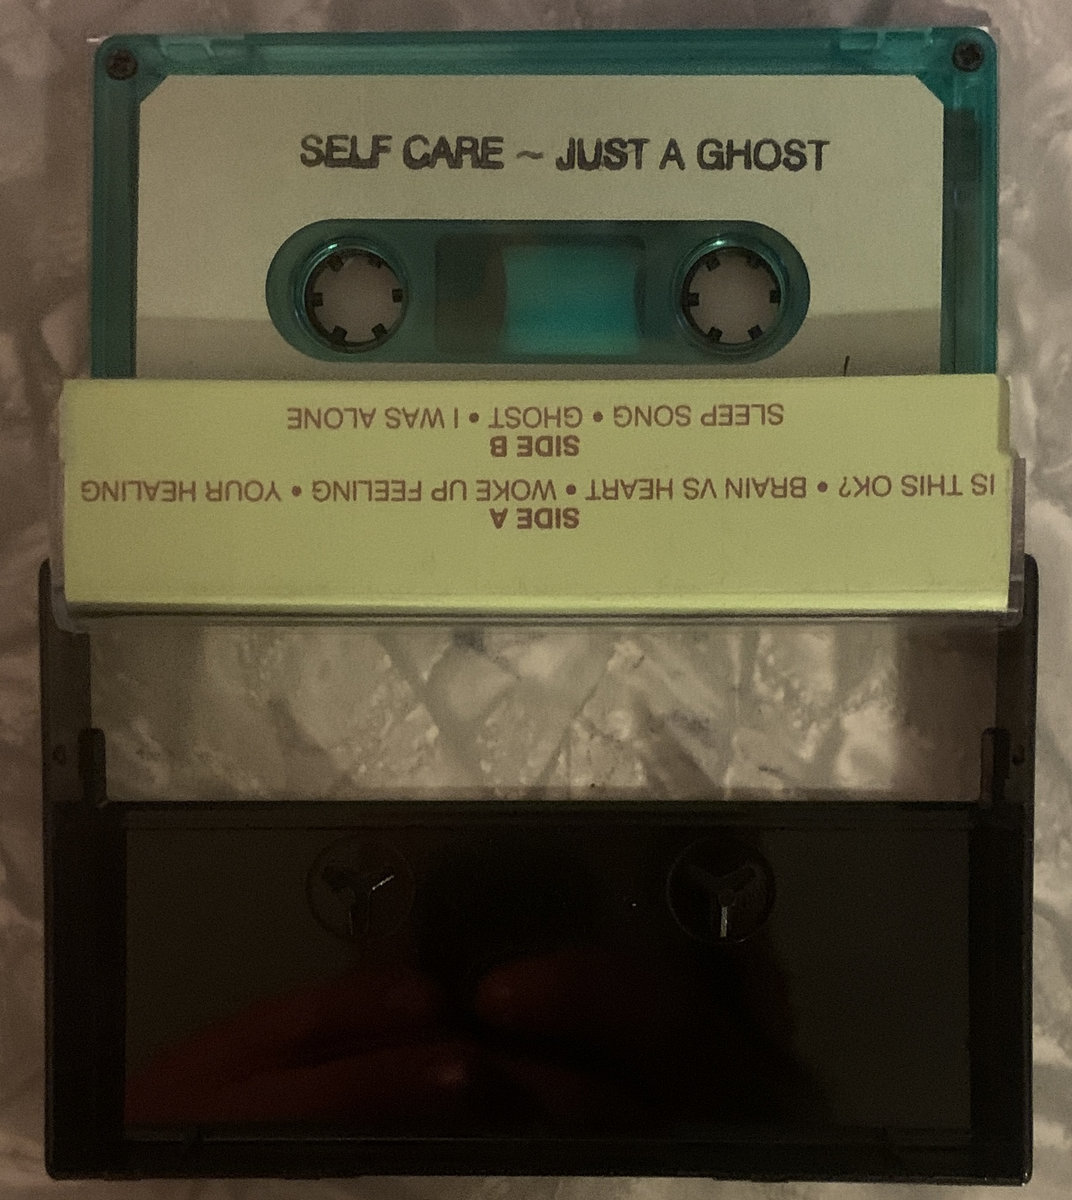 SELF CARE ~ JUST A GHOST
SIDE A
IS THIS OK? • BRAIN VS HEART • WOKE UP FEELING • YOUR HEALING
SIDE B
SLEEP SONG • GHOST • I WAS ALONE